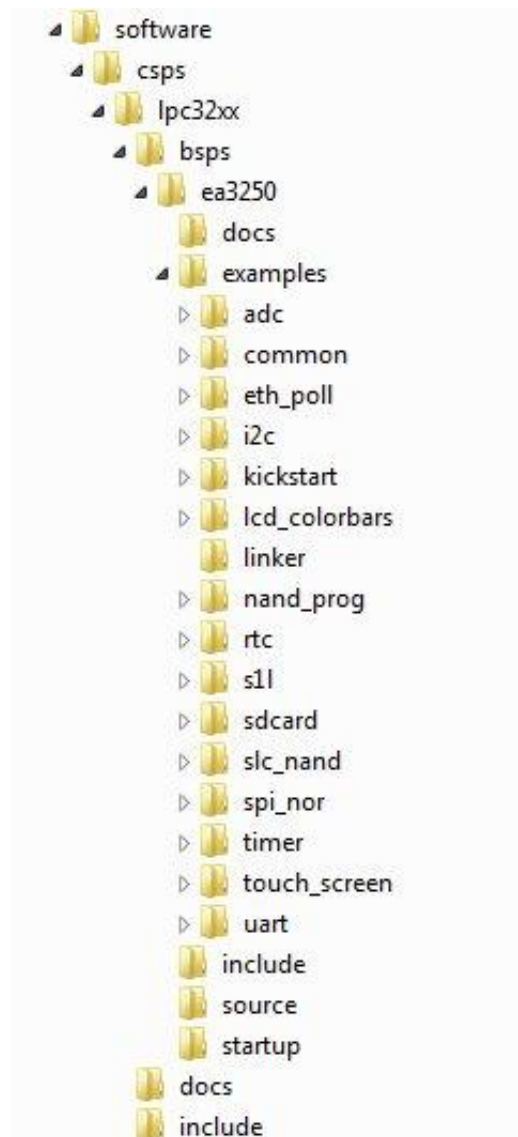 software
csps
lpc32xx
bsps
ea3250
docs
examples
adc
common
eth_poll
i2c
kickstart
lcd_colorbars
linker
nand_prog
rtc
s1l
sdcard
slc_nand
spi_nor
timer
touch_screen
uart
include
source
startup
docs
include